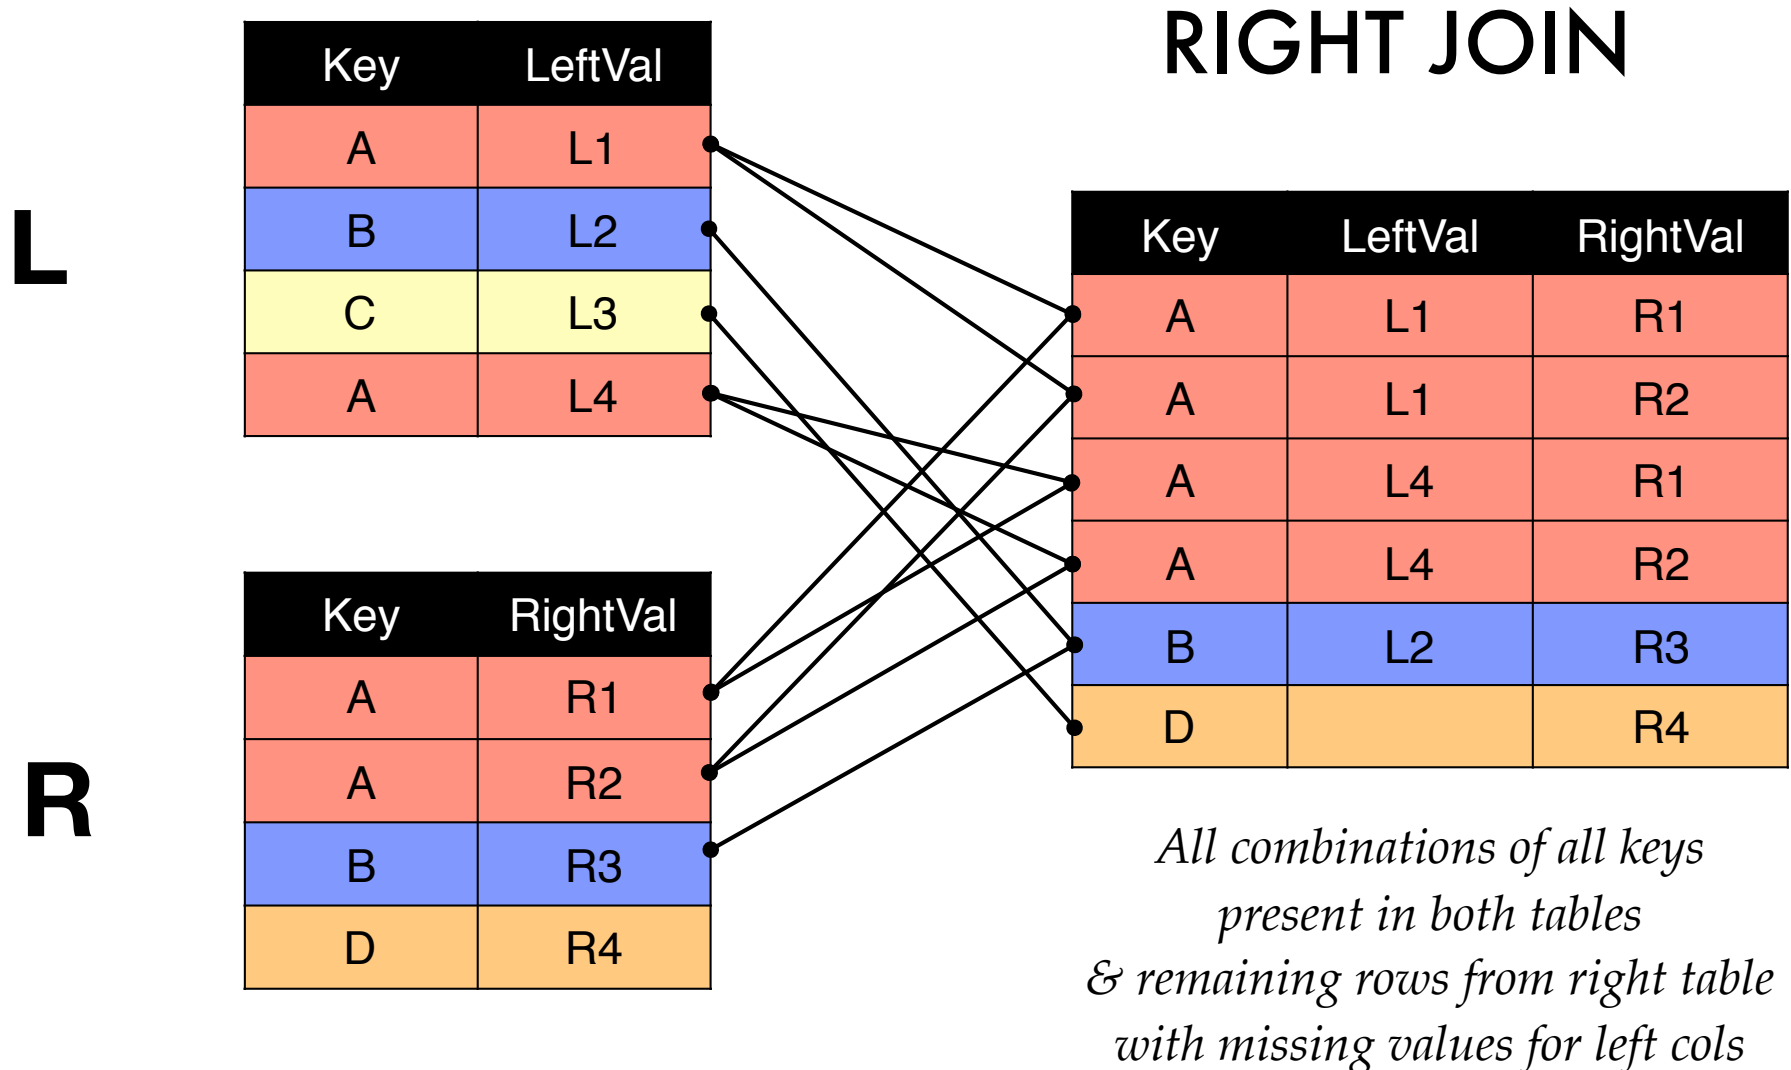 RIGHT JOIN
L
Key LeftVal
A L1
B L2
C L3
A L4
R
Key RightVal
A R1
A R2
B R3
D R4
Key LeftVal RightVal
A L1 R1
A L1 R2
A L4 R1
A L4 R2
B L2 R3
D R4
All combinations of all keys
present in both tables
& remaining rows from right table
with missing values for left cols